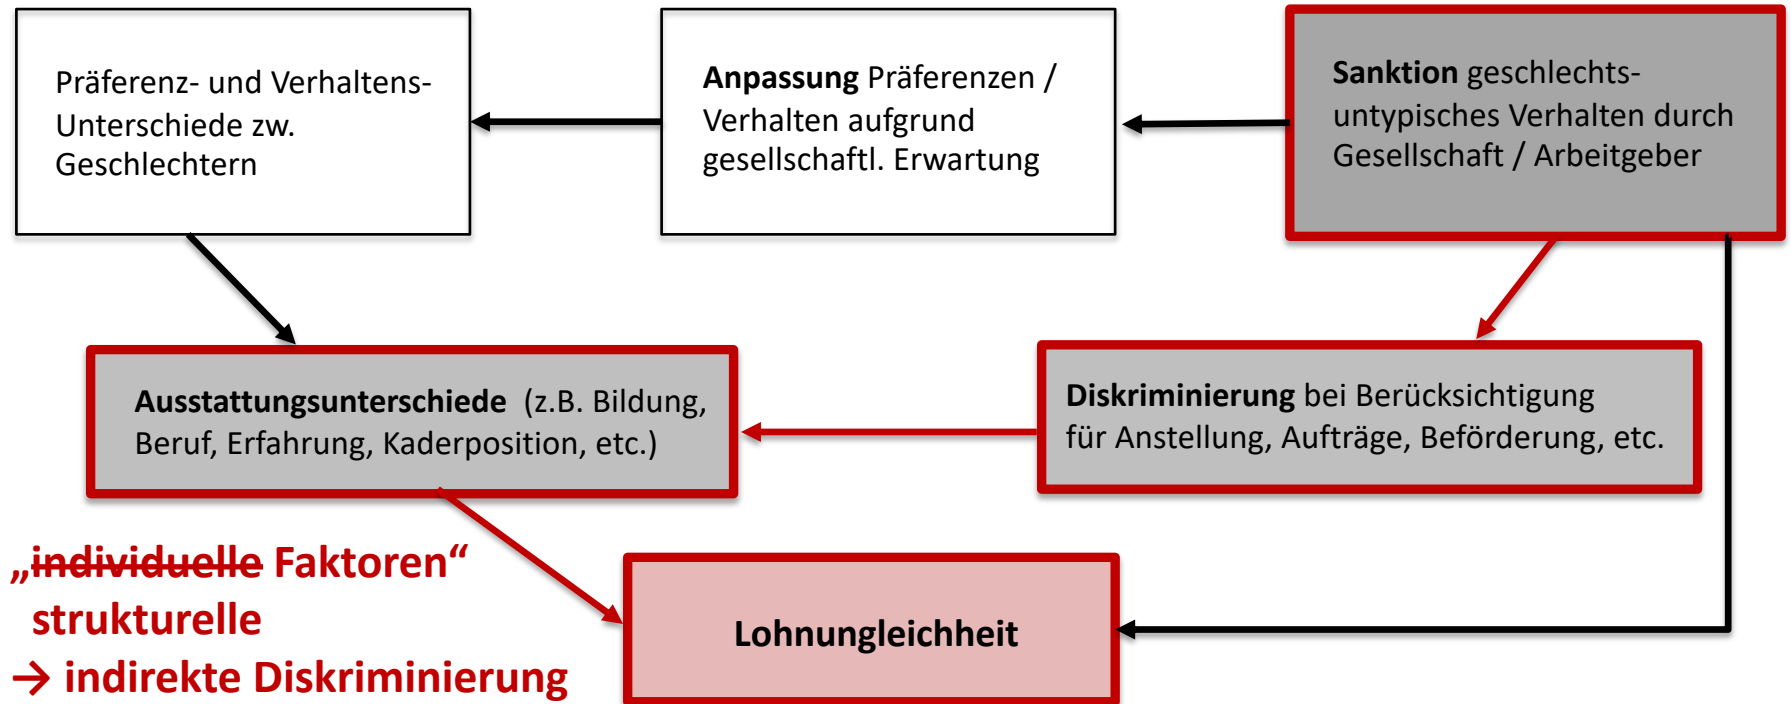 Präferenz- und Verhaltens-
Unterschiede zw.
Geschlechtern
Anpassung Präferenzen /
Verhalten aufgrund
gesellschaftl. Erwartung
Sanktion geschlechts-
untypisches Verhalten durch
Gesellschaft / Arbeitgeber
Ausstattungsunterschiede (z.B. Bildung,
Beruf, Erfahrung, Kaderposition, etc.)
Diskriminierung bei Berücksichtigung
für Anstellung, Aufträge, Beförderung, etc.
„individuelle Faktoren“
strukturelle
→ indirekte Diskriminierung
Lohnungleichheit